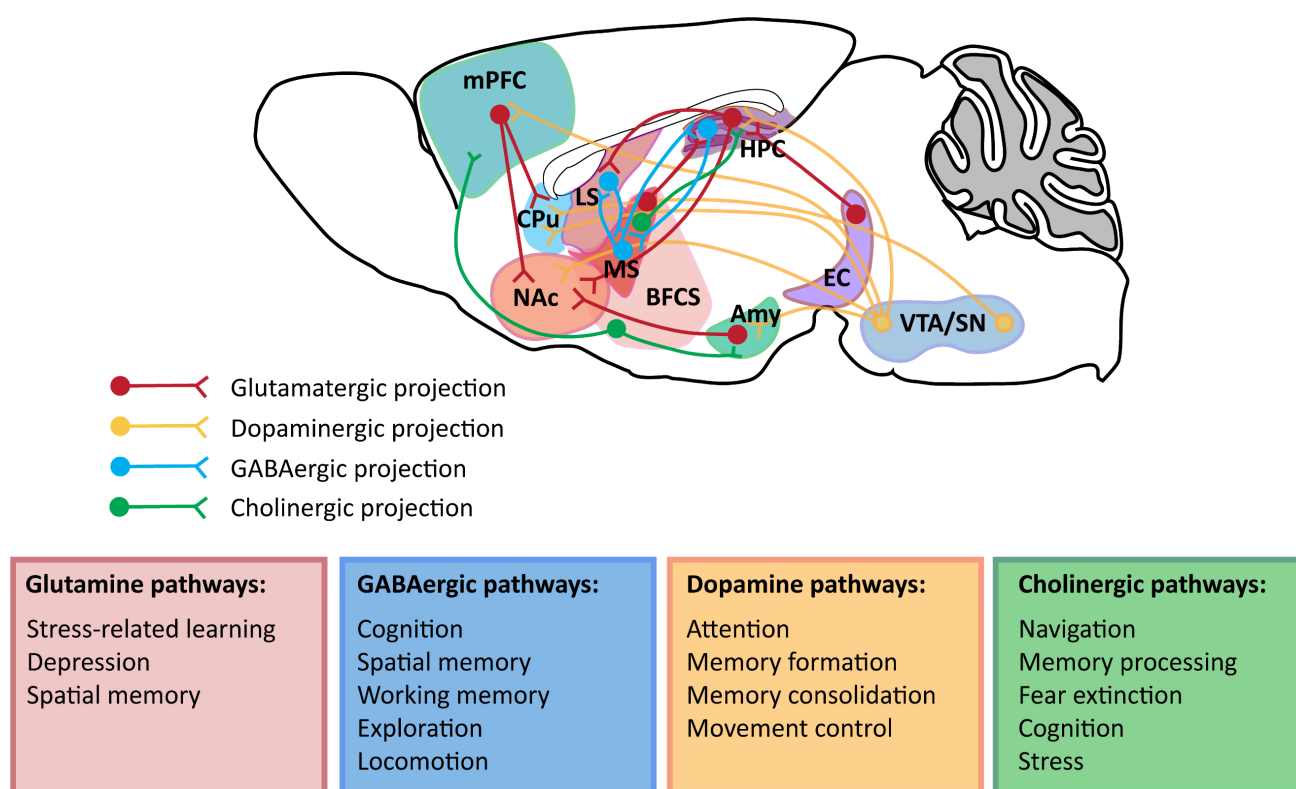 mPFC
HPC
LS
CPu
MS
EC
NAc
BFCS
Amy
VTA/SN
Glutamatergic projection
Dopaminergic projection
GABAergic projection
Cholinergic projection
Glutamine pathways:
Stress-related learning
Depression
Spatial memory
GABAergic pathways:
Cognition
Spatial memory
Working memory
Exploration
Locomotion
Dopamine pathways:
Attention
Memory formation
Memory consolidation
Movement control
Cholinergic pathways:
Navigation
Memory processing
Fear extinction
Cognition
Stress